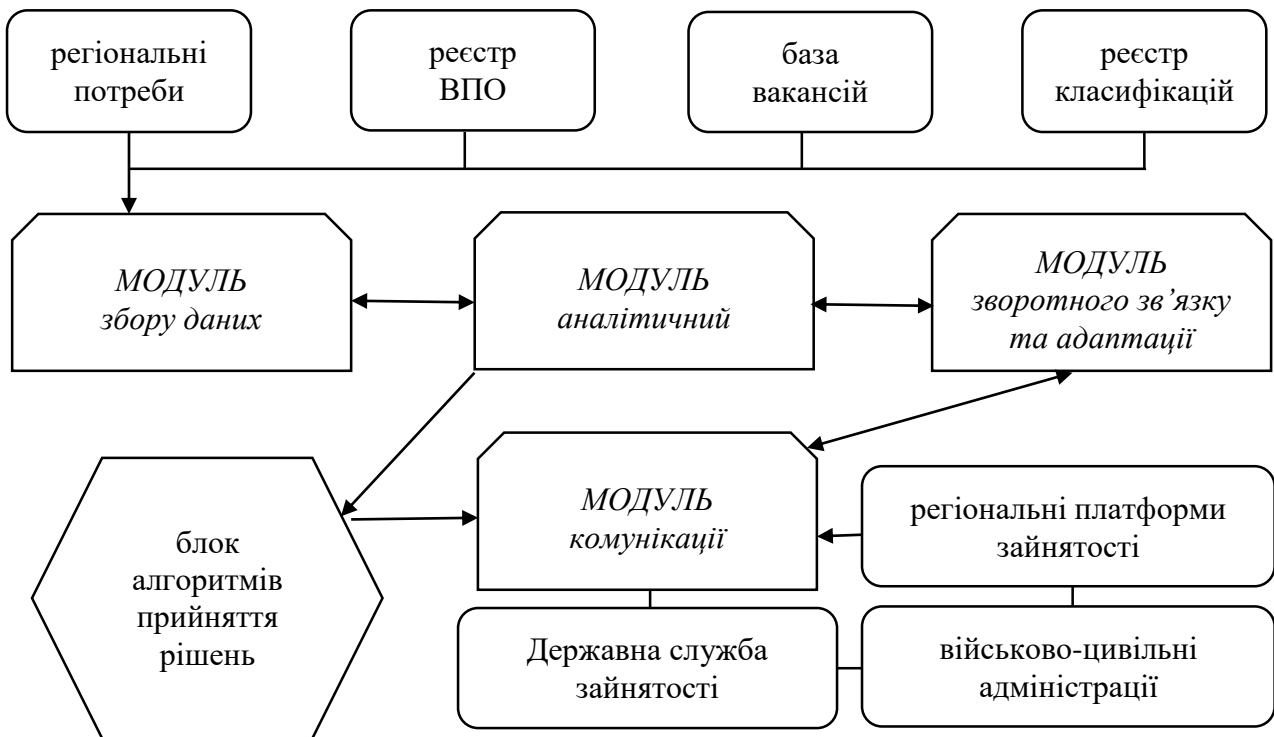 регіональні
потреби
реєстр
ВПО
база
вакансій
реєстр
класифікацій
МОДУЛЬ
збору даних
МОДУЛЬ
аналітичний
МОДУЛЬ
зворотного зв’язку
та адаптації
блок
алгоритмів
прийняття
рішень
МОДУЛЬ
комунікації
регіональні платформи
зайнятості
Державна служба
зайнятості
військово-цивільні
адміністрації